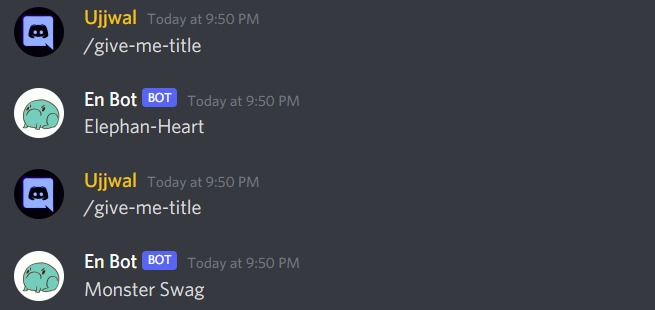 Ujjwal Today at 9:50 PM
/give-me-title
En Bot BOT Today at 9:50 PM
Elephan-Heart
Ujjwal Today at 9:50 PM
/give-me-title
En Bot BOT Today at 9:50 PM
Monster Swag